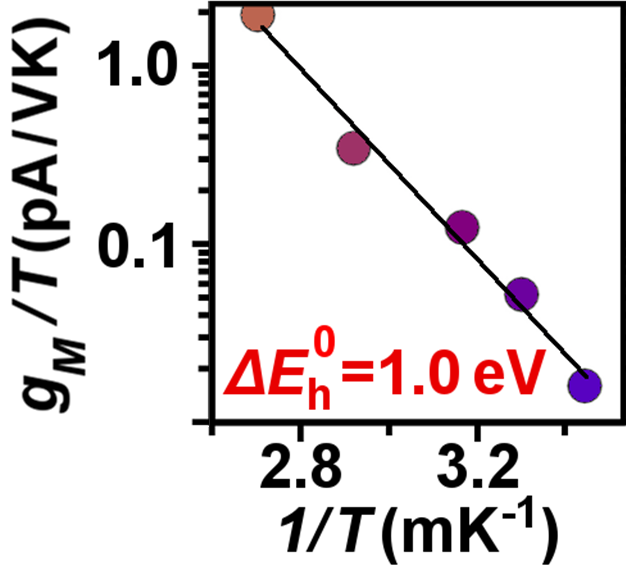 g_M/T(pA/VK)
1.0
0.1
ΔE_h^0=1.0 eV
2.8 3.2
1/T(mK^-1)